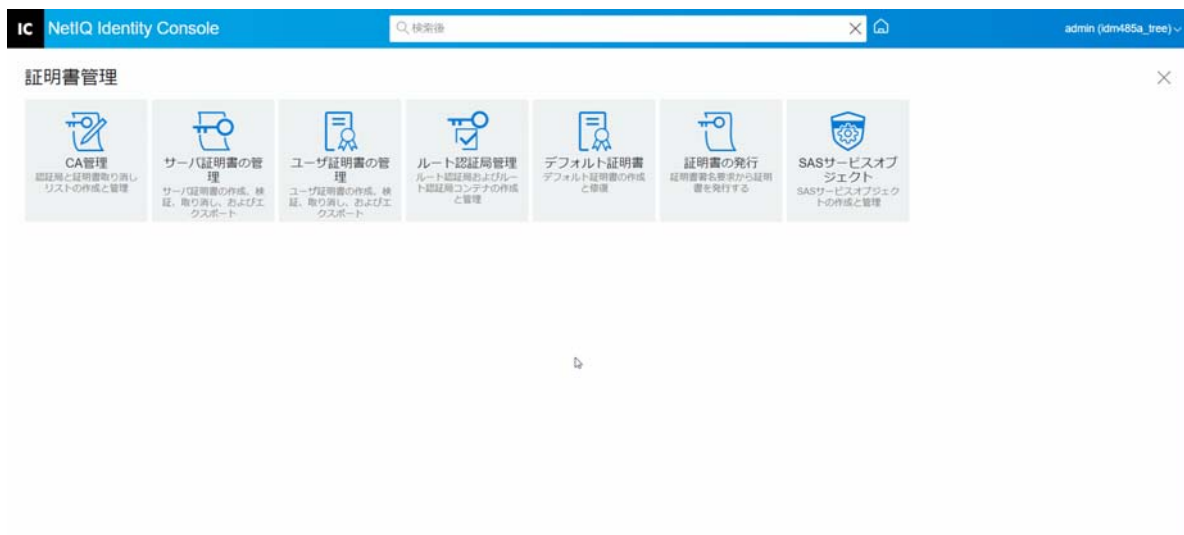 IC NetIQ Identity Console 検索後 admin (idm485a_tree)
証明書管理
CA管理
認証局と証明書取り消し
リストの作成と管理
サーバ証明書の管
理
サーバ証明書の作成、検
証、取り消し、およびエ
クスポート
ユーザ証明書の管
理
ユーザ証明書の作成、検
証、取り消し、およびエ
クスポート
ルート認証局管理
ルート認証局およびルー
ト認証局コンテナの作成
と管理
デフォルト証明書
デフォルト証明書の作成
と修復
証明書の発行
証明書署名要求から証明
書を発行する
SASサービスオブ
ジェクト
SASサービスオブジェク
トの作成と管理